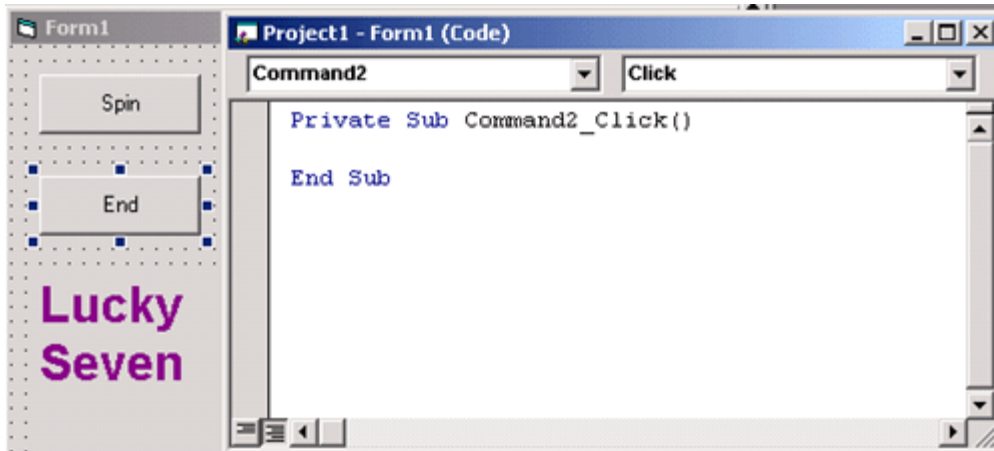 Form1
Spin
End
Lucky
Seven
Project1 - Form1 (Code)
Command2
Click
Private Sub Command2_Click()
End Sub